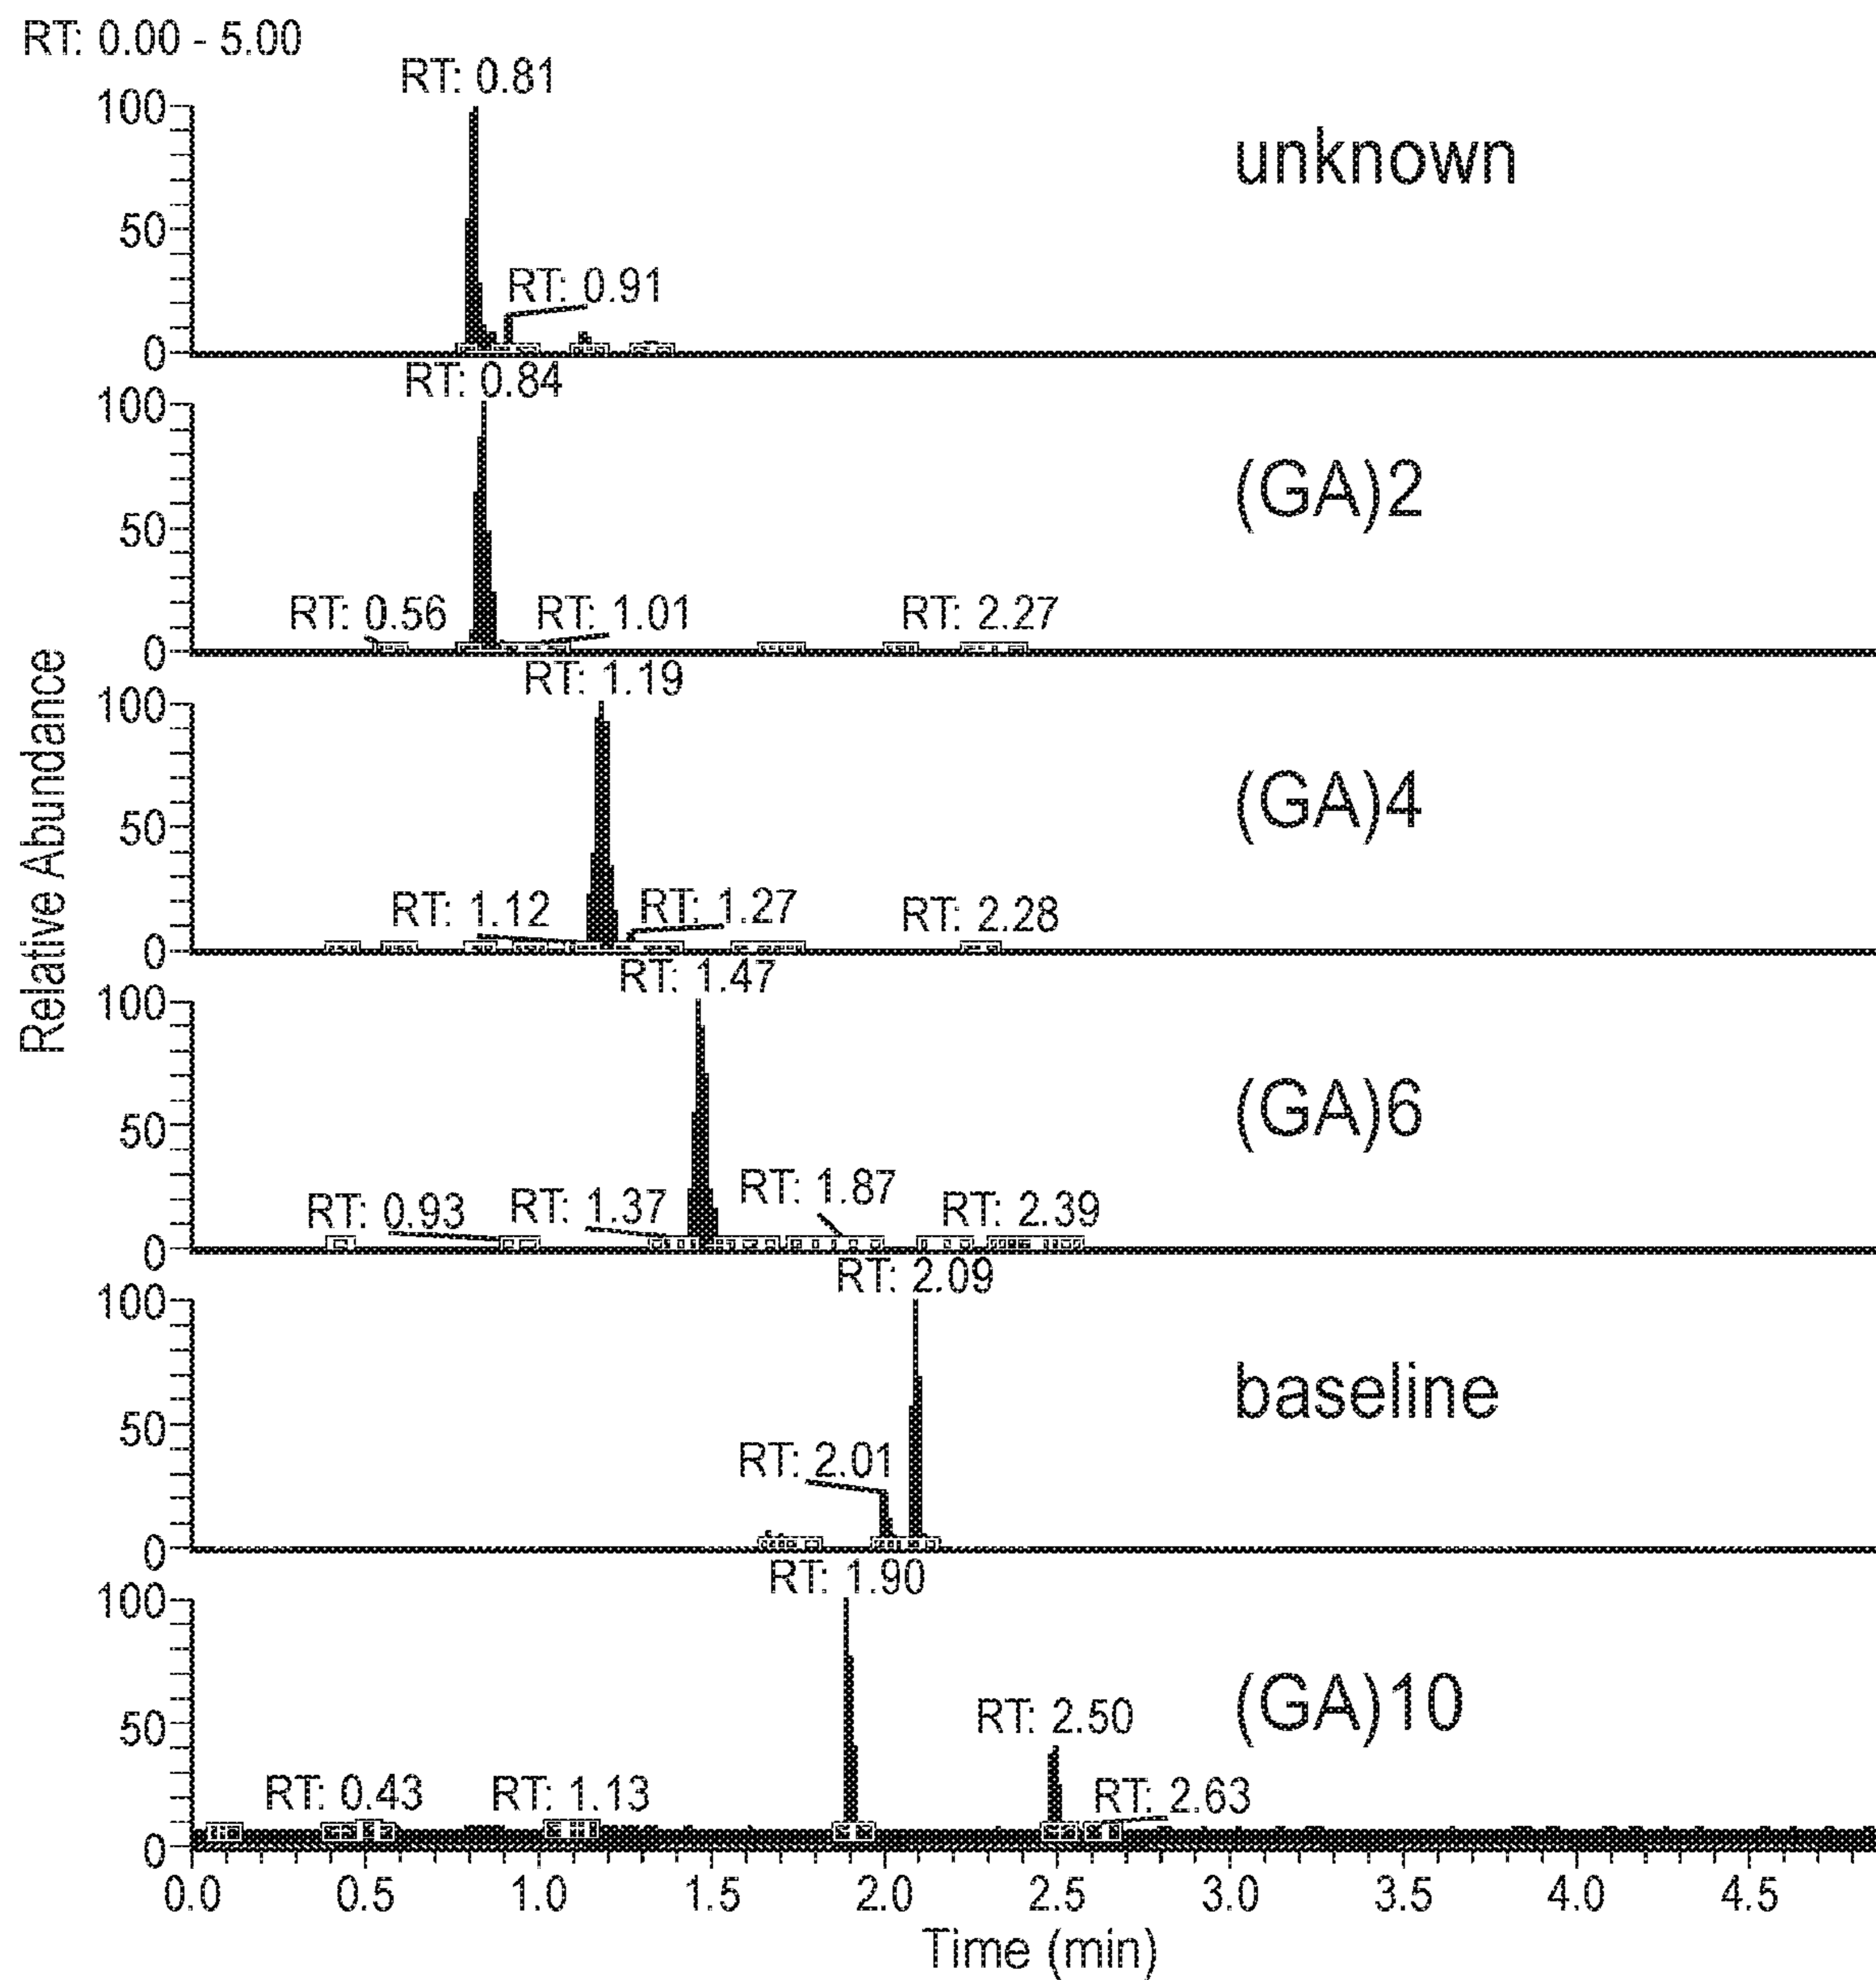 RT: 0.00 - 5.00
RT: 0.81
100
unknown
50
RT: 0.91
0
RT: 0.84
100
(GA)2
50
RT: 0.56
RT: 1.01
RT: 2.27
0
RT: 1.19
100
(GA)4
50
RT: 1.12
RT: 1.27
RT: 2.28
0
RT: 1.47
100
(GA)6
50
RT: 0.93
RT: 1.37
RT: 1.87
RT: 2.39
0
RT: 2.09
100
baseline
50
RT: 2.01
0
RT: 1.90
100
(GA)10
50
RT: 2.50
RT: 0.43
RT: 1.13
RT: 2.63
0
0.0 0.5 1.0 1.5 2.0 2.5 3.0 3.5 4.0 4.5
Time (min)
Relative Abundance